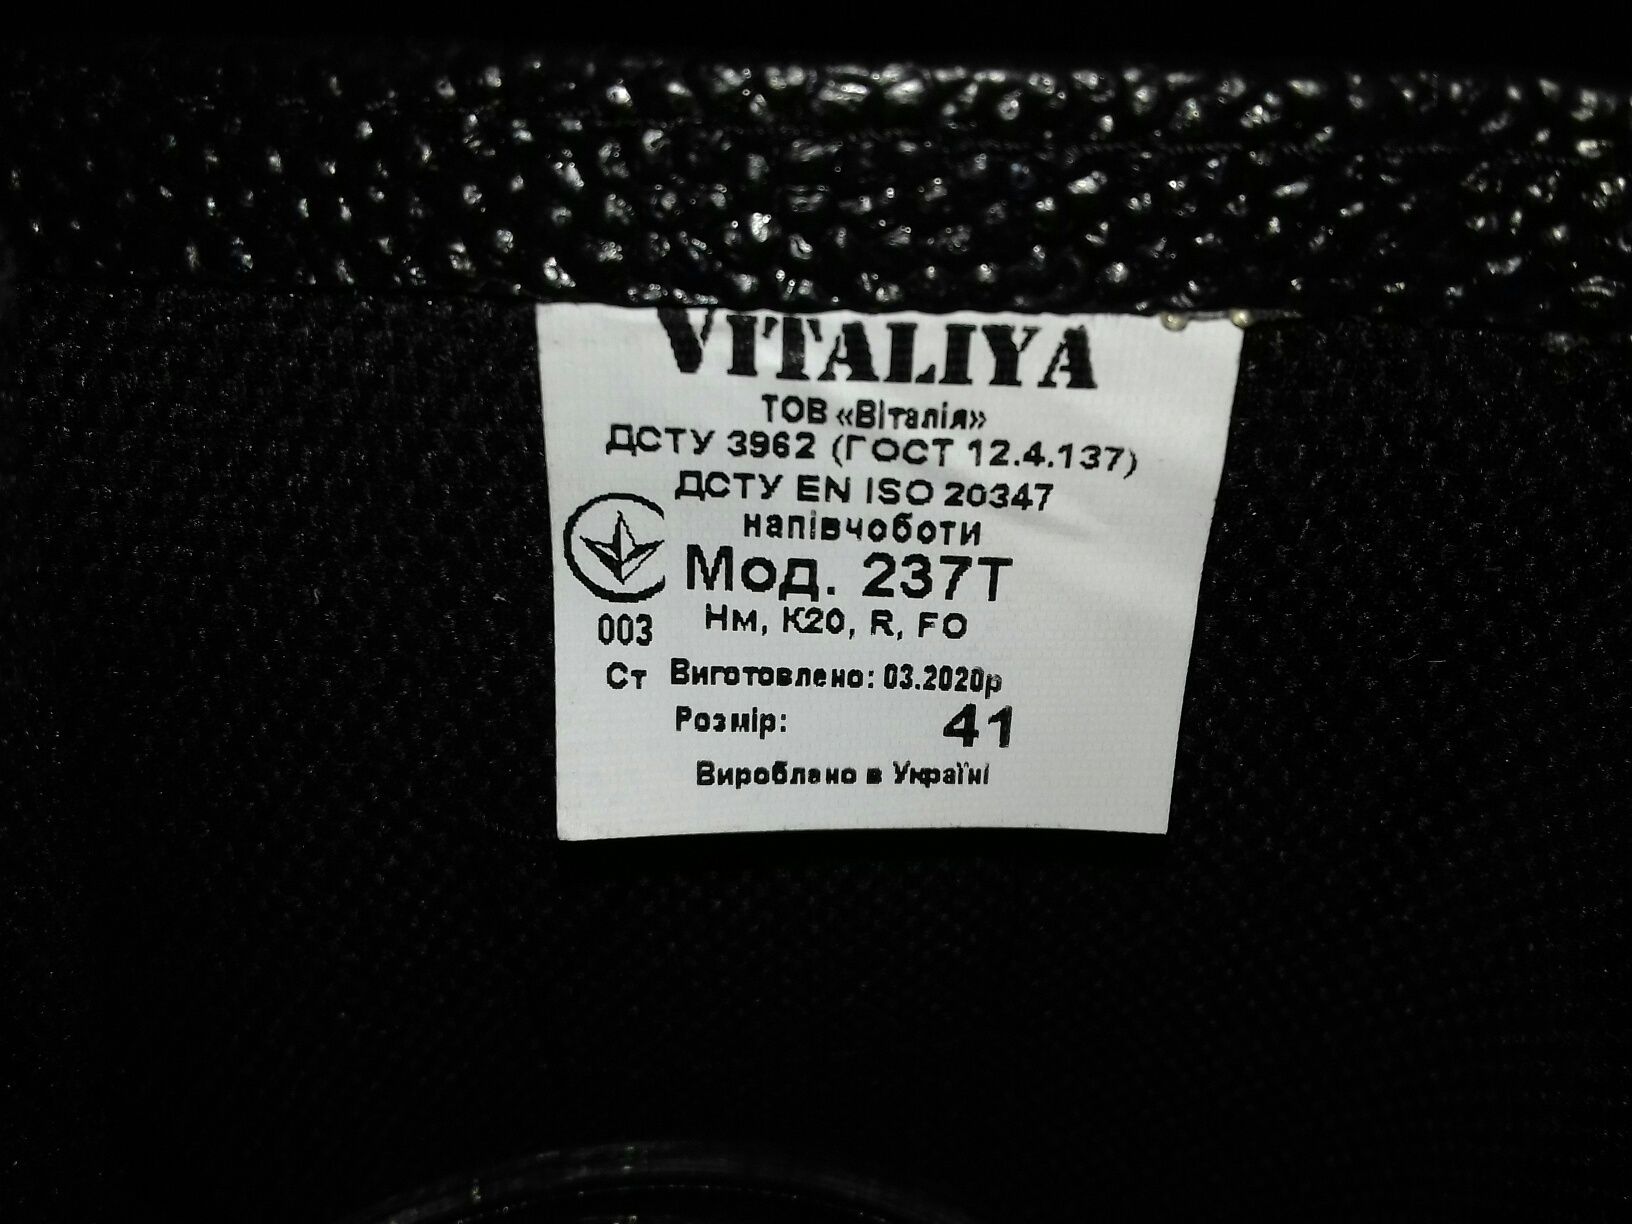 VITALIYA
ТОВ «Віталія»
ДСТУ 3962 (ГОСТ 12.4.137)
ДСТУ EN ISO 20347
напівчоботи
Мод. 237Т
Нм, К20, R, FO
003
Ст Виготовлено: 03.2020р
Розмір: 41
Вироблено в Україні